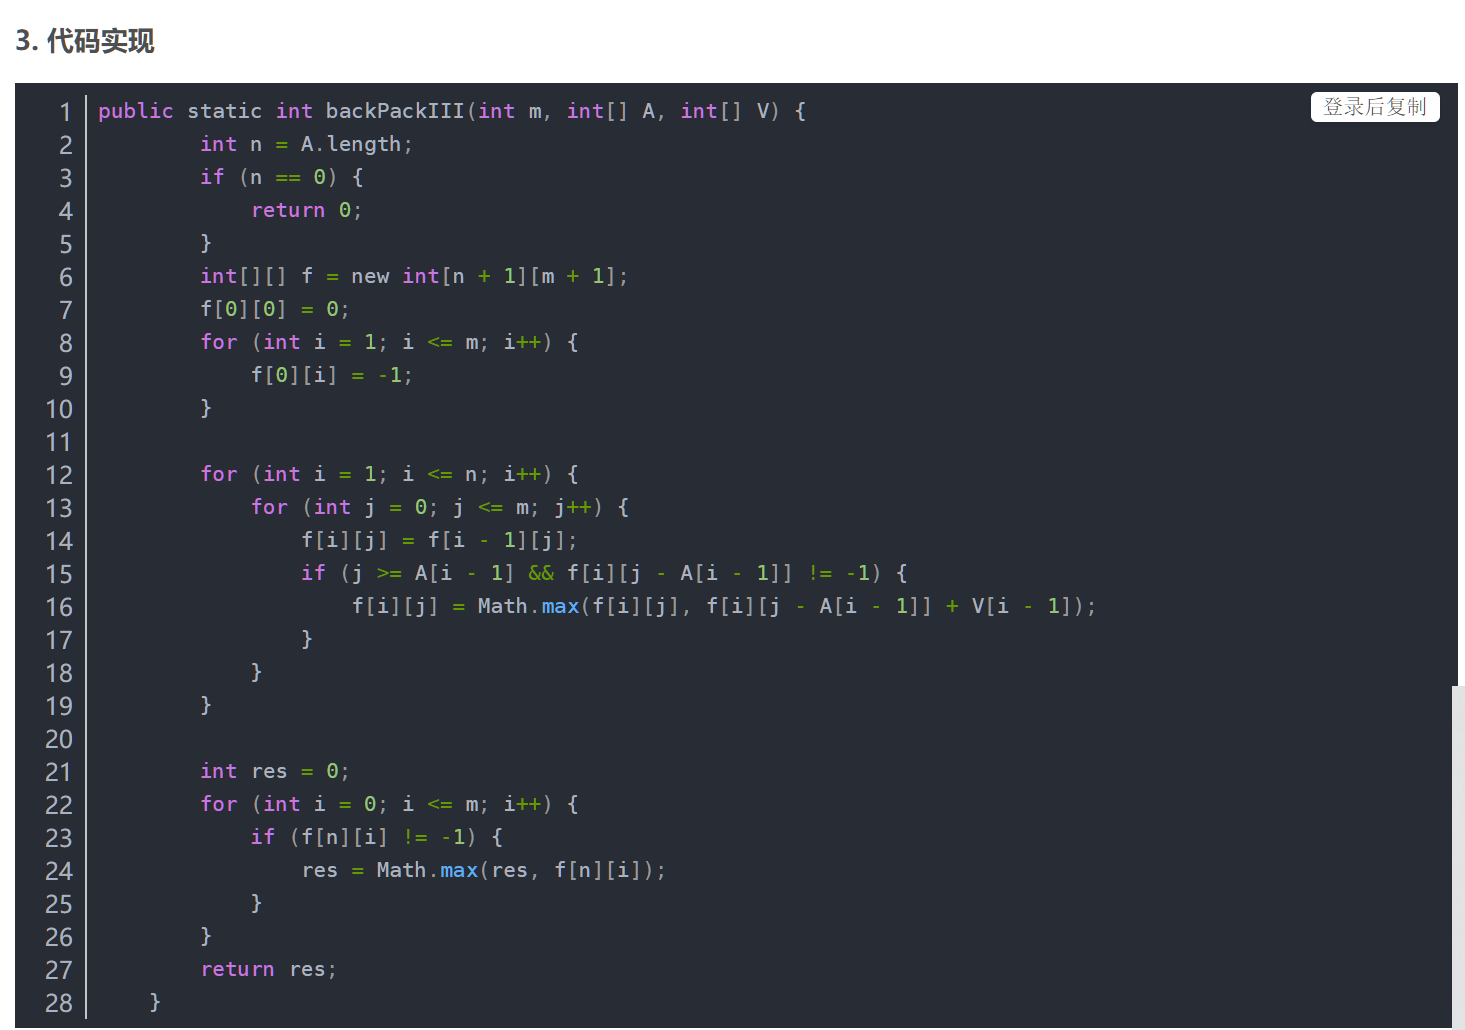 3. 代码实现
登录后复制
1 public static int backPackIII(int m, int[] A, int[] V) {
2         int n = A.length;
3         if (n == 0) {
4             return 0;
5         }
6         int[][] f = new int[n + 1][m + 1];
7         f[0][0] = 0;
8         for (int i = 1; i <= m; i++) {
9             f[0][i] = -1;
10         }
11
12         for (int i = 1; i <= n; i++) {
13             for (int j = 0; j <= m; j++) {
14                 f[i][j] = f[i - 1][j];
15                 if (j >= A[i - 1] && f[i][j - A[i - 1]] != -1) {
16                     f[i][j] = Math.max(f[i][j], f[i][j - A[i - 1]] + V[i - 1]);
17                 }
18             }
19         }
20
21         int res = 0;
22         for (int i = 0; i <= m; i++) {
23             if (f[n][i] != -1) {
24                 res = Math.max(res, f[n][i]);
25             }
26         }
27         return res;
28     }